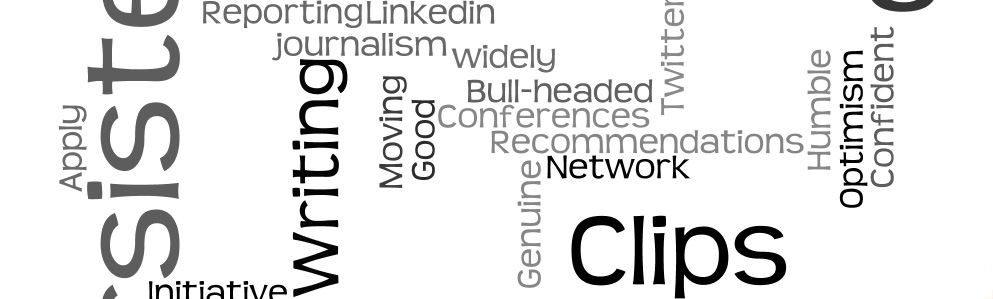 ReportingLinkedin
journalism
widely
Twitter
Bull-headed
Conferences
Recommendations
Humble
Optimism
Confident
Apply
Writing
Moving
Good
Network
Genuine
Clips
Initiative